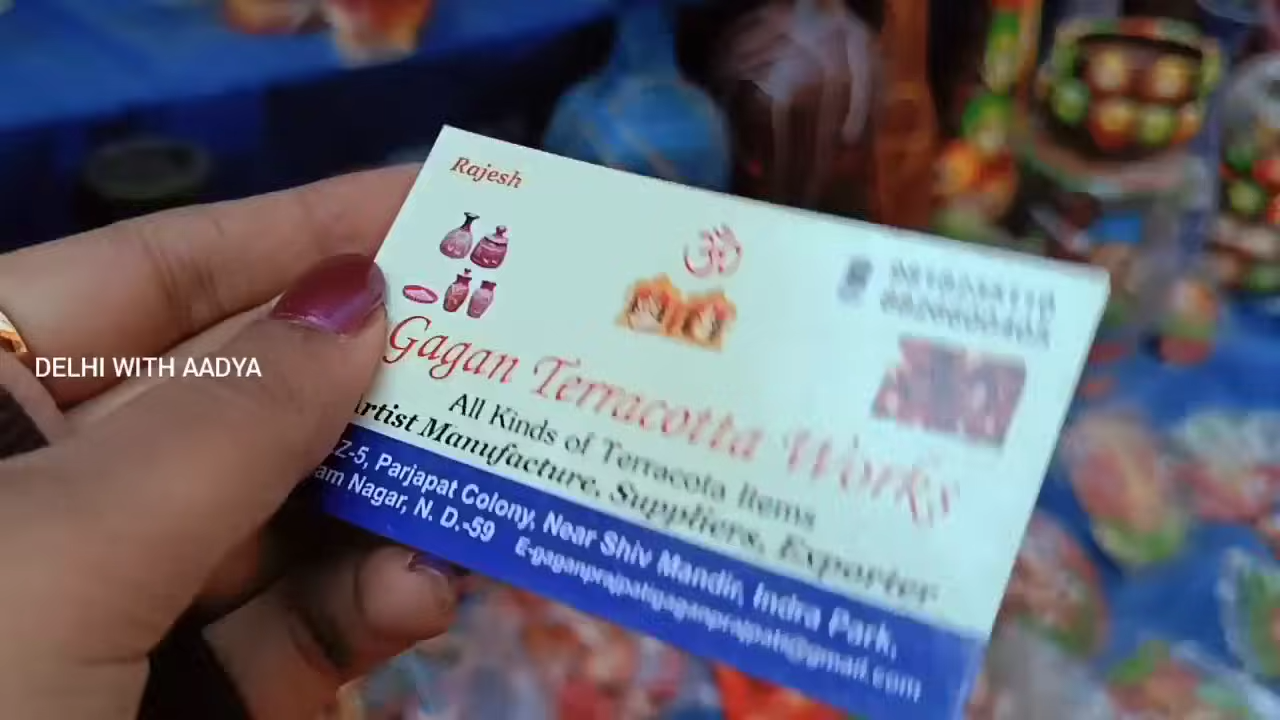 Rajesh
ॐ
Gagan Terracotta Works
All Kinds of Terracota Items
Artist Manufacture, Suppliers, Exporter
Z-5, Parjapat Colony, Near Shiv Mandir, Indra Park,
am Nagar, N. D.-59
DELHI WITH AADYA